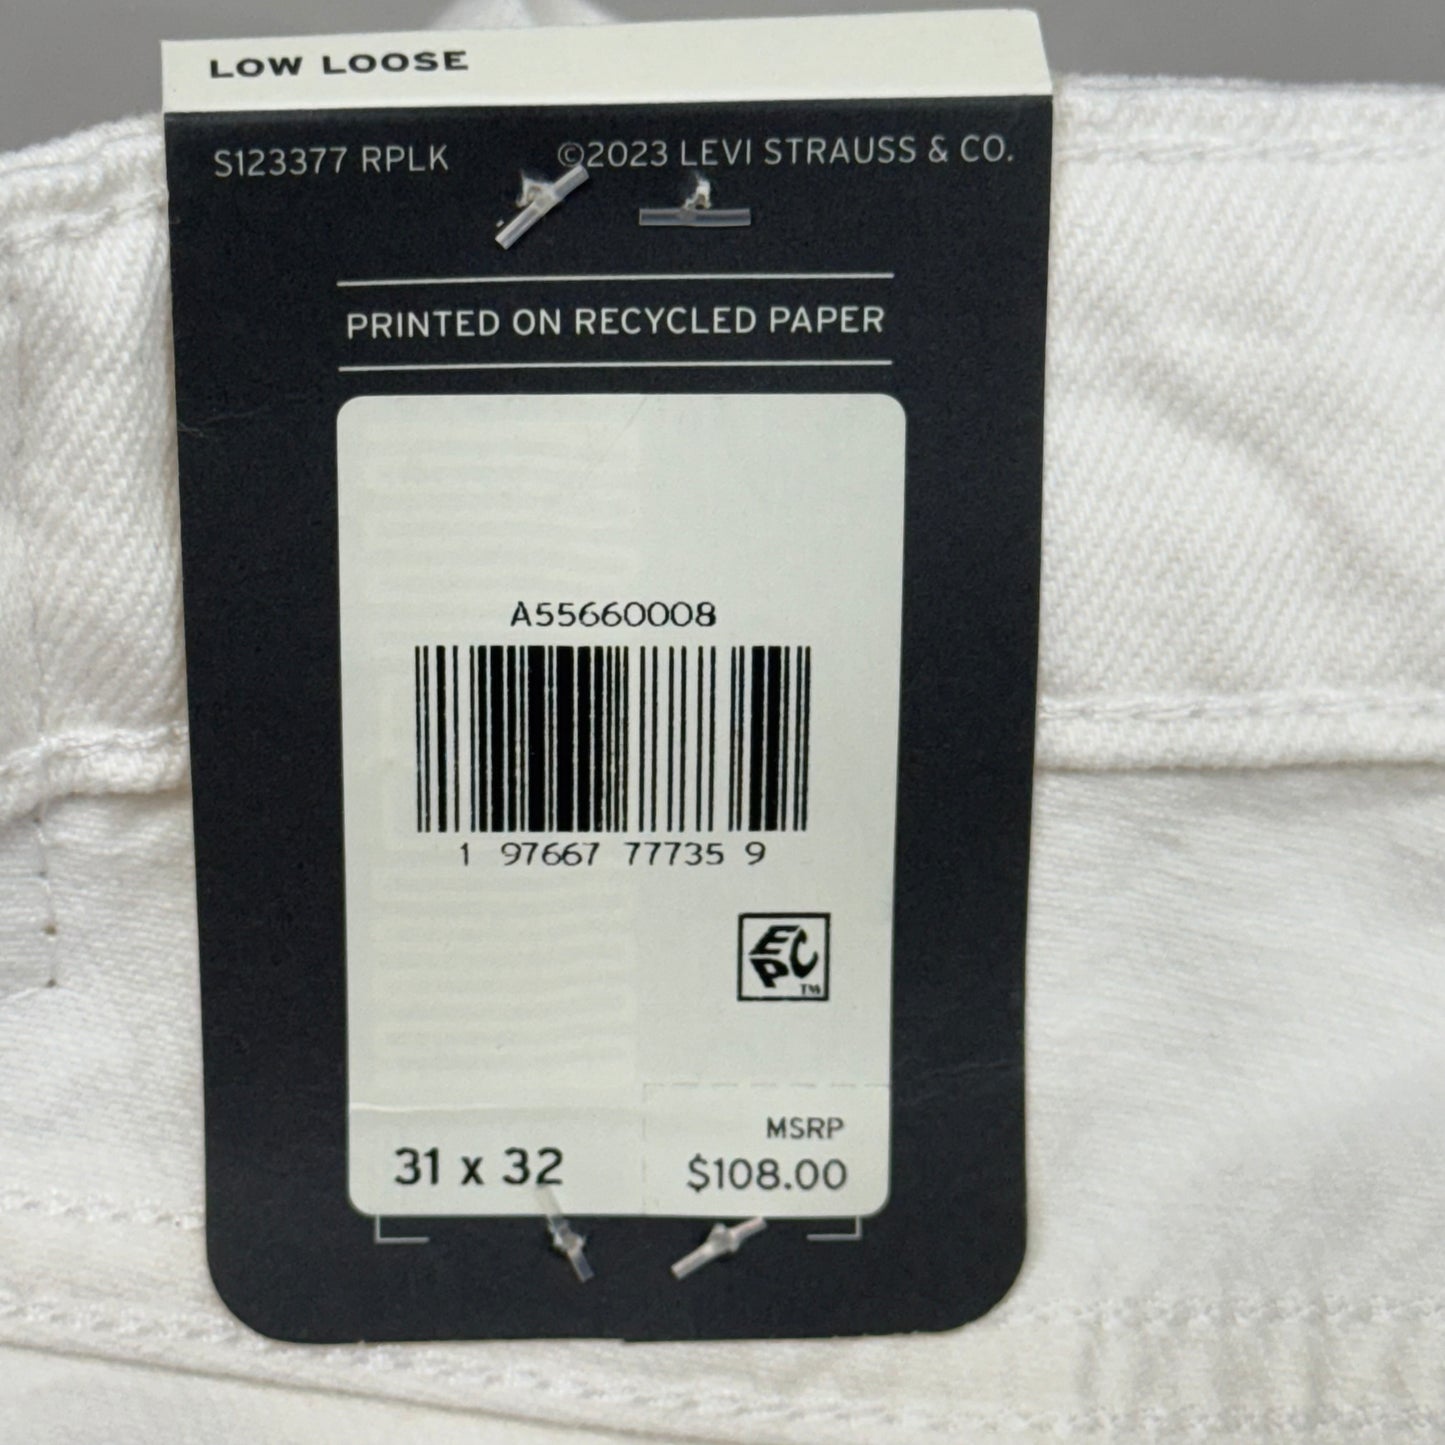 LOW LOOSE
S123377 RPLK ©2023 LEVI STRAUSS & CO.
PRINTED ON RECYCLED PAPER
A55660008
1 97667 77735 9
EPC™
MSRP
31 x 32 $108.00